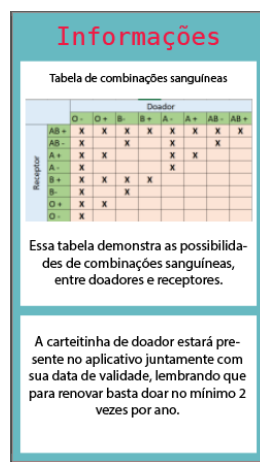 Informações
Tabela de combinações sanguíneas
Doador
O - O + B- B + A - A + AB - AB +
Receptor
AB + X X X X X X X X
AB - X X X X
A + X X X X
A - X X
B + X X X X
B- X X
O + X X
O - X
Essa tabela demonstra as possibilida-
des de combinações sanguíneas,
entre doadores e receptores.
A carteitinha de doador estará pre-
sente no aplicativo juntamente com
sua data de validade, lembrando que
para renovar basta doar no mínimo 2
vezes por ano.